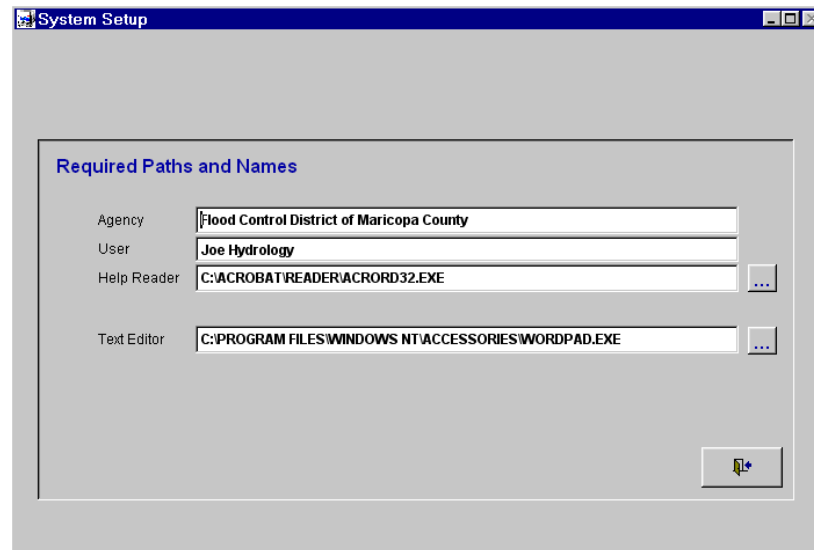 System Setup
Required Paths and Names
Agency Flood Control District of Maricopa County
User Joe Hydrology
Help Reader C:\ACROBAT\READER\ACRORD32.EXE ...
Text Editor C:\PROGRAM FILES\WINDOWS NT\ACCESSORIES\WORDPAD.EXE ...